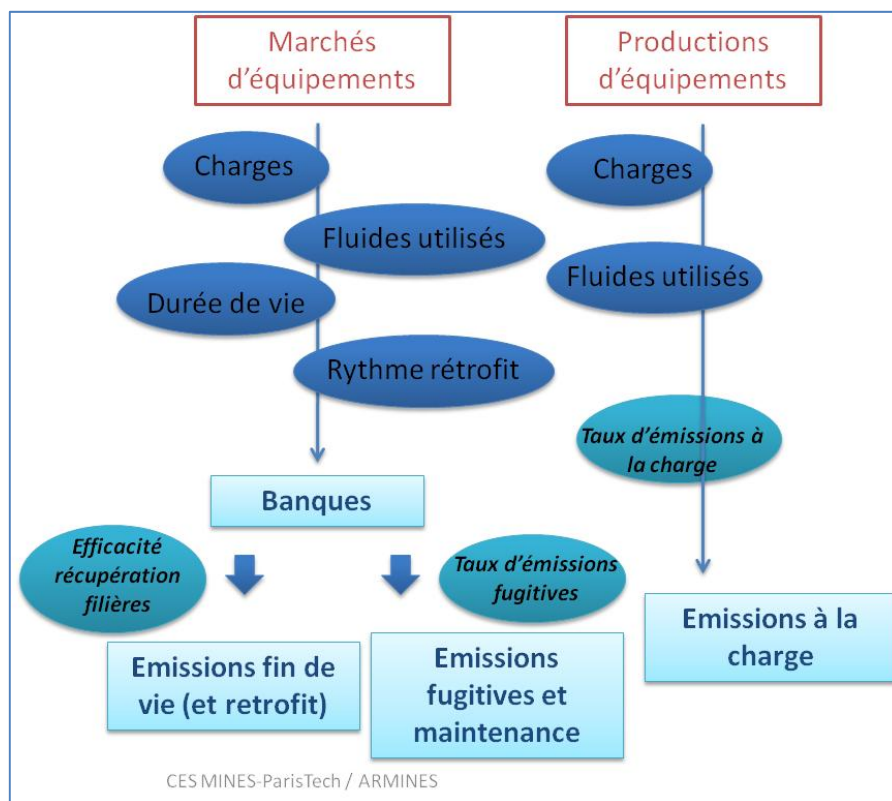 Marchés
d'équipements
Productions
d'équipements
Charges
Charges
Fluides utilisés
Fluides utilisés
Durée de vie
Rythme rétrofit
Taux d'émissions à
la charge
Banques
Efficacité
récupération
filières
Taux d'émissions
fugitives
Emissions à la
charge
Emissions fin de
vie (et retrofit)
Emissions
fugitives et
maintenance
CES MINES-ParisTech / ARMINES